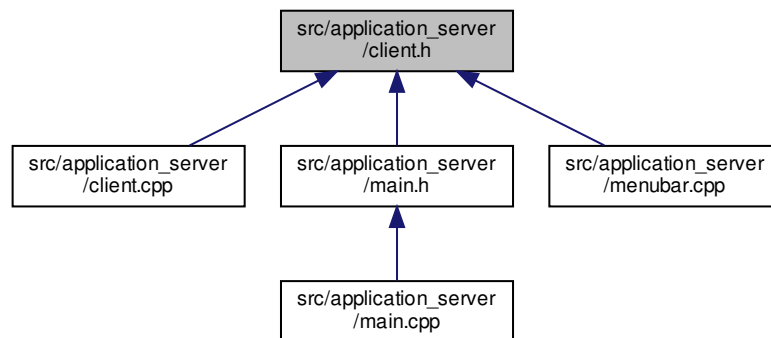 src/application_server
/client.h
src/application_server
/client.cpp
src/application_server
/main.h
src/application_server
/menubar.cpp
src/application_server
/main.cpp